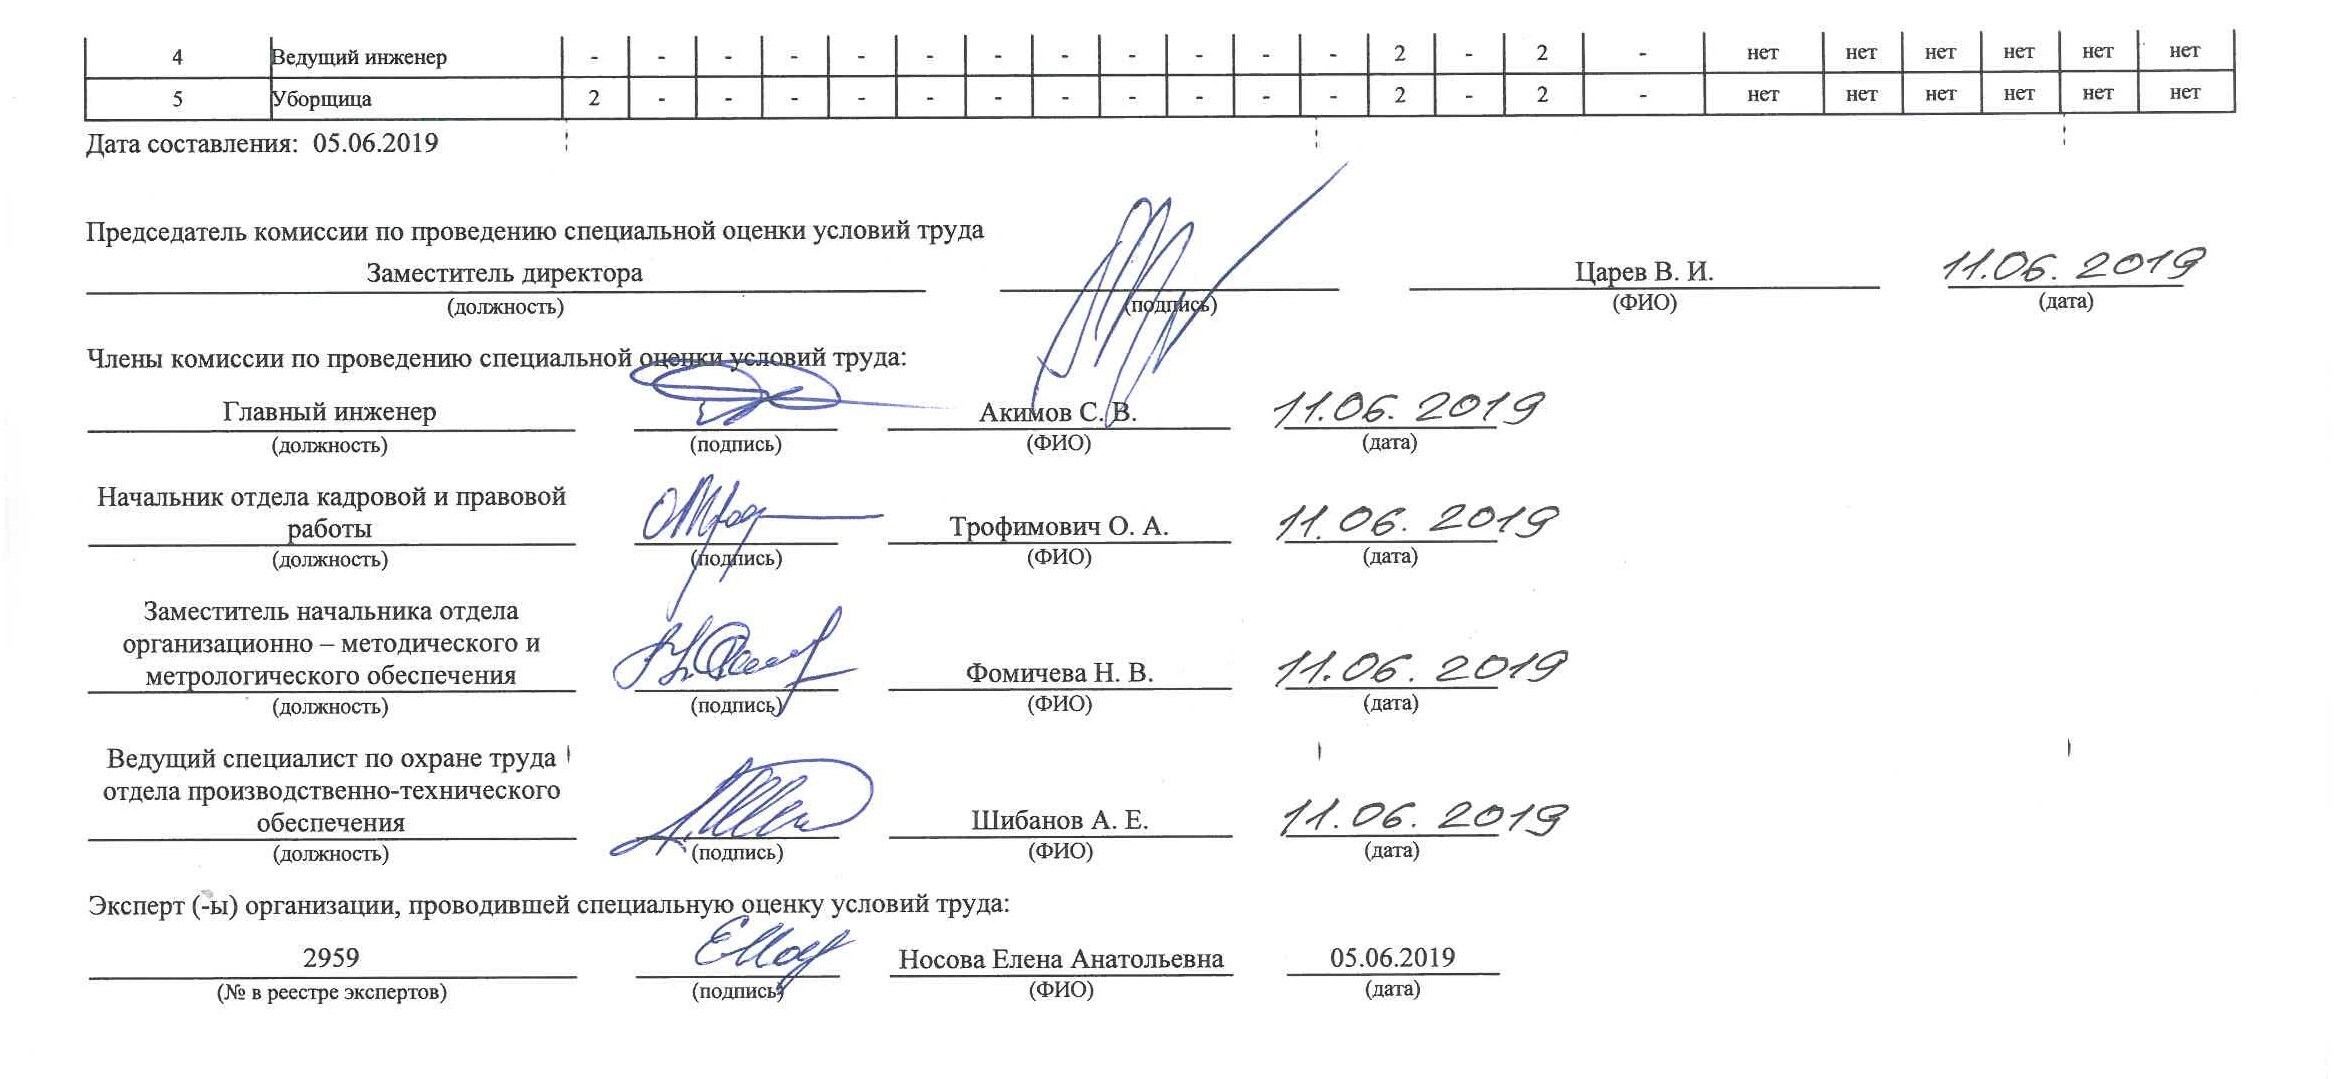 4 Ведущий инженер - - - - - - - - - - - - 2 - 2 - нет нет нет нет нет нет
5 Уборщица 2 - - - - - - - - - - - 2 - 2 - нет нет нет нет нет нет
Дата составления: 05.06.2019
Председатель комиссии по проведению специальной оценки условий труда
Заместитель директора Царев В. И. 11.06.2019
(должность) (подпись) (ФИО) (дата)
Члены комиссии по проведению специальной оценки условий труда:
Главный инженер Акимов С. В. 11.06.2019
(должность) (подпись) (ФИО) (дата)
Начальник отдела кадровой и правовой
работы Трофимович О. А. 11.06.2019
(должность) (подпись) (ФИО) (дата)
Заместитель начальника отдела
организационно – методического и
метрологического обеспечения Фомичева Н. В. 11.06.2019
(должность) (подпись) (ФИО) (дата)
Ведущий специалист по охране труда
отдела производственно-технического
обеспечения Шибанов А. Е. 11.06.2019
(должность) (подпись) (ФИО) (дата)
Эксперт (-ы) организации, проводившей специальную оценку условий труда:
2959 Носова Елена Анатольевна 05.06.2019
(№ в реестре экспертов) (подпись) (ФИО) (дата)